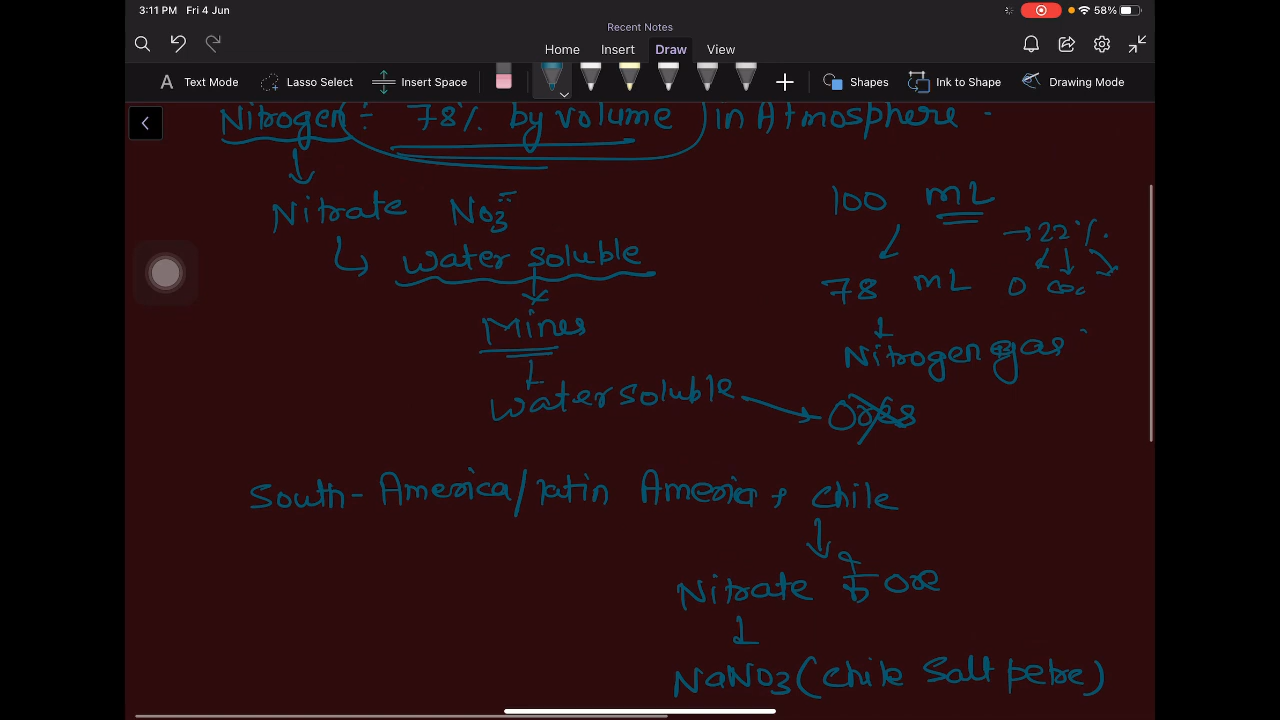 3:11 PM Fri 4 Jun
58%
Recent Notes
Home Insert Draw View
Text Mode Lasso Select Insert Space Shapes Ink to Shape Drawing Mode
Nitrogen :- 78% by volume in Atmosphere -
Nitrate NO3
100 mL
→ 22%.
Water soluble
78 mL O
Mines
Nitrogen gas
Water soluble → Ores
South-America/Latin America, Chile
Nitrate Ore
NaNO3 (Chile Salt petre)